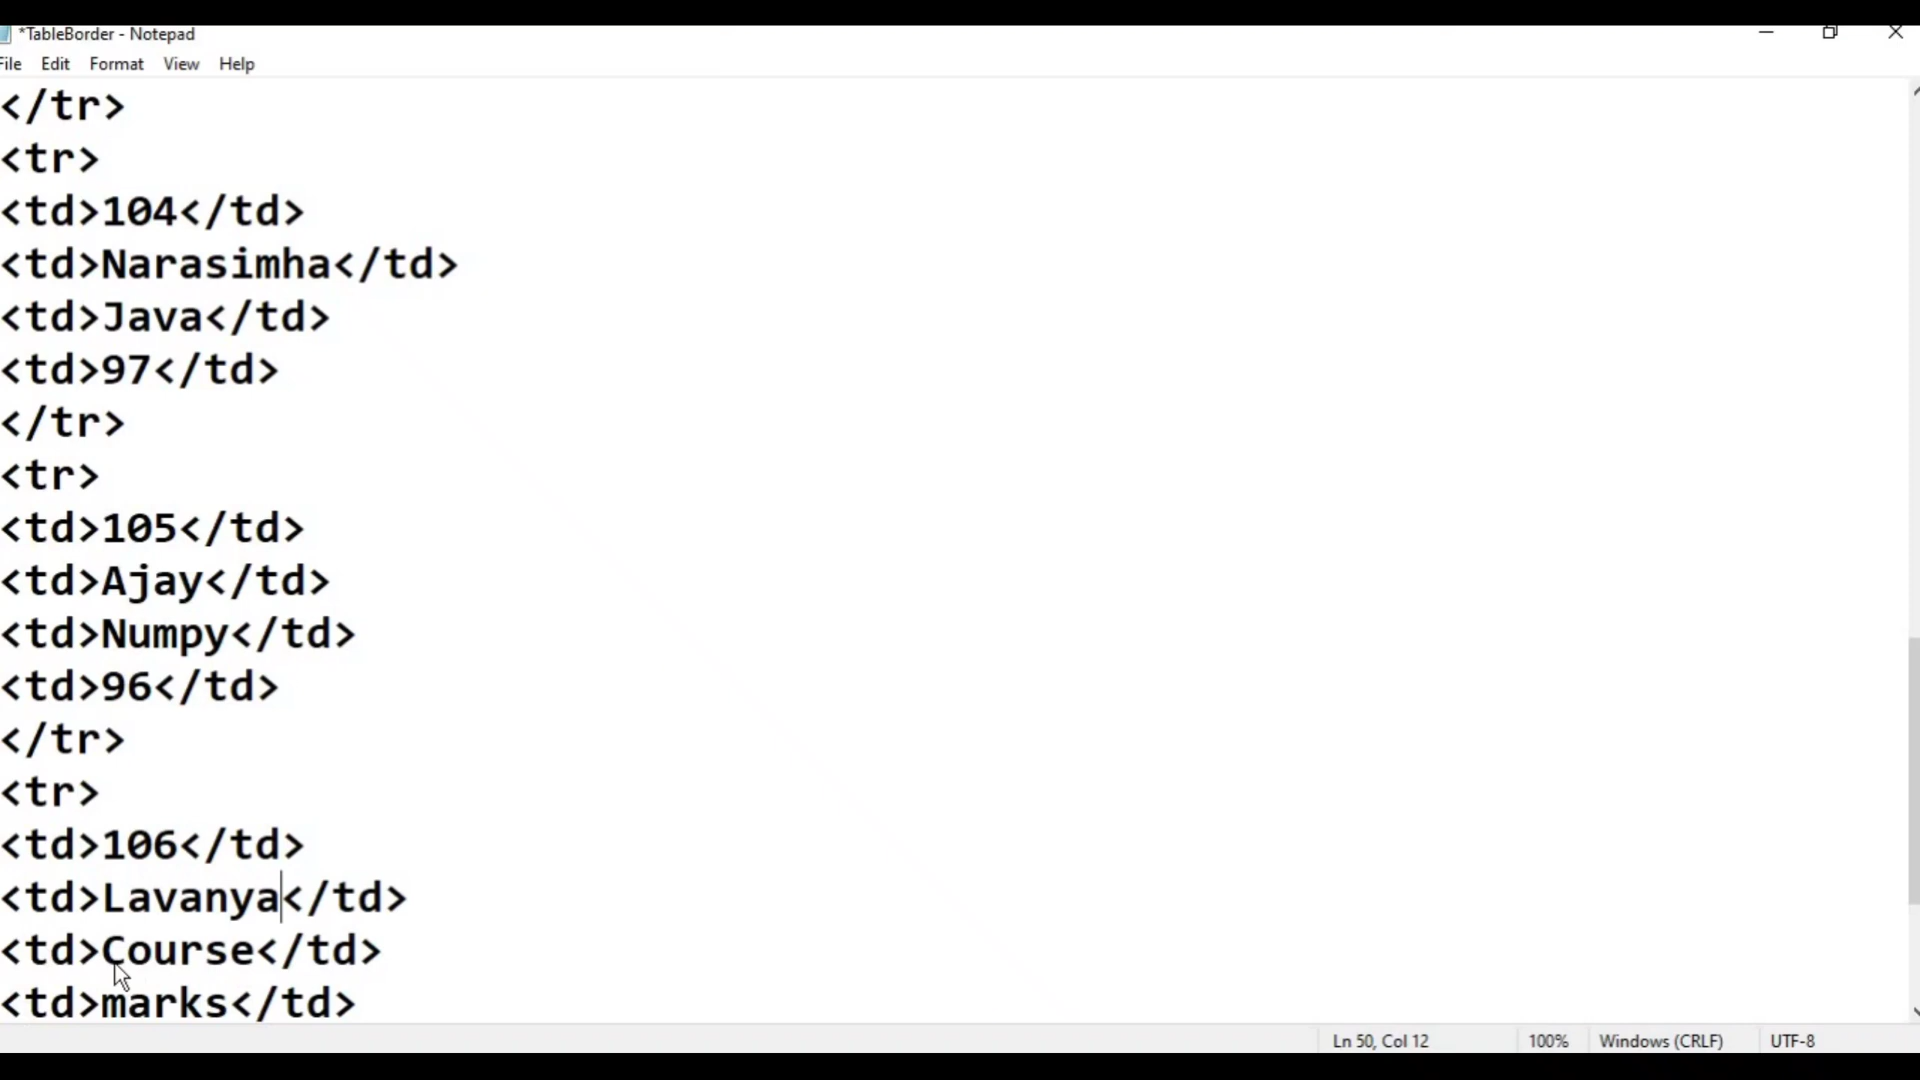 *TableBorder - Notepad
File Edit Format View Help
</tr>
<tr>
<td>104</td>
<td>Narasimha</td>
<td>Java</td>
<td>97</td>
</tr>
<tr>
<td>105</td>
<td>Ajay</td>
<td>Numpy</td>
<td>96</td>
</tr>
<tr>
<td>106</td>
<td>Lavanya</td>
<td>Course</td>
<td>marks</td>
Ln 50, Col 12 100% Windows (CRLF) UTF-8